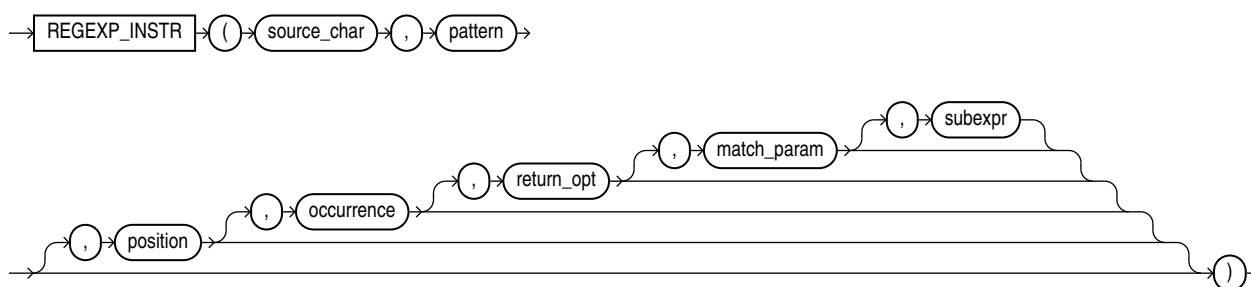 REGEXP_INSTR ( source_char , pattern
, subexpr
, match_param
, return_opt
, occurrence
, position
)